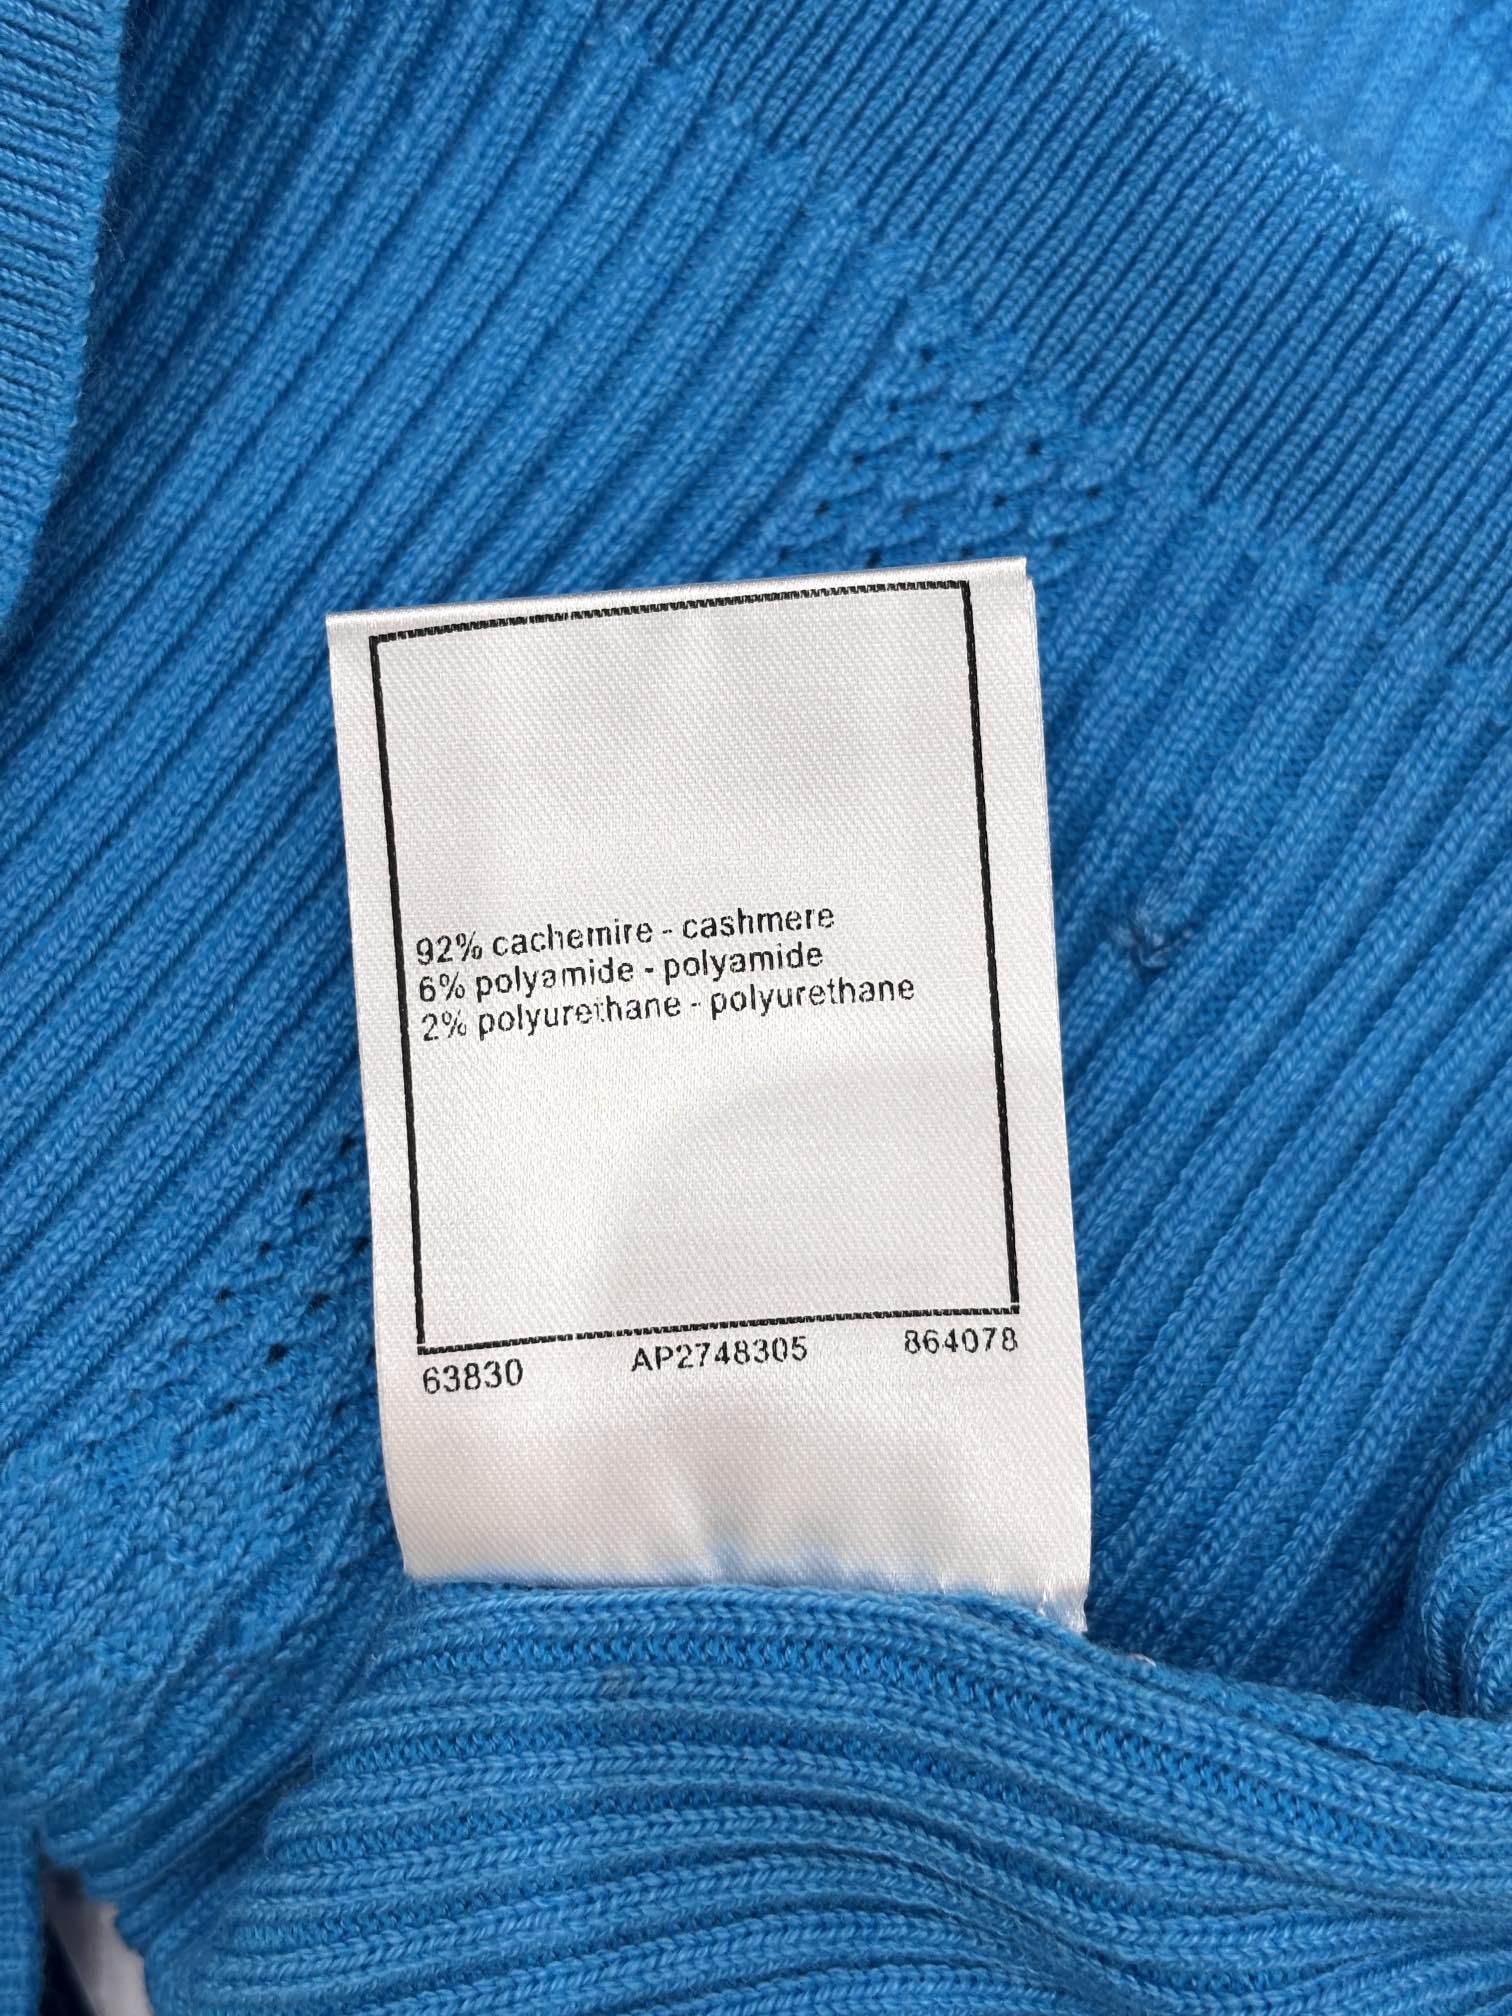 92% cachemire - cashmere
6% polyamide - polyamide
2% polyurethane - polyurethane
63830 AP2748305 864078